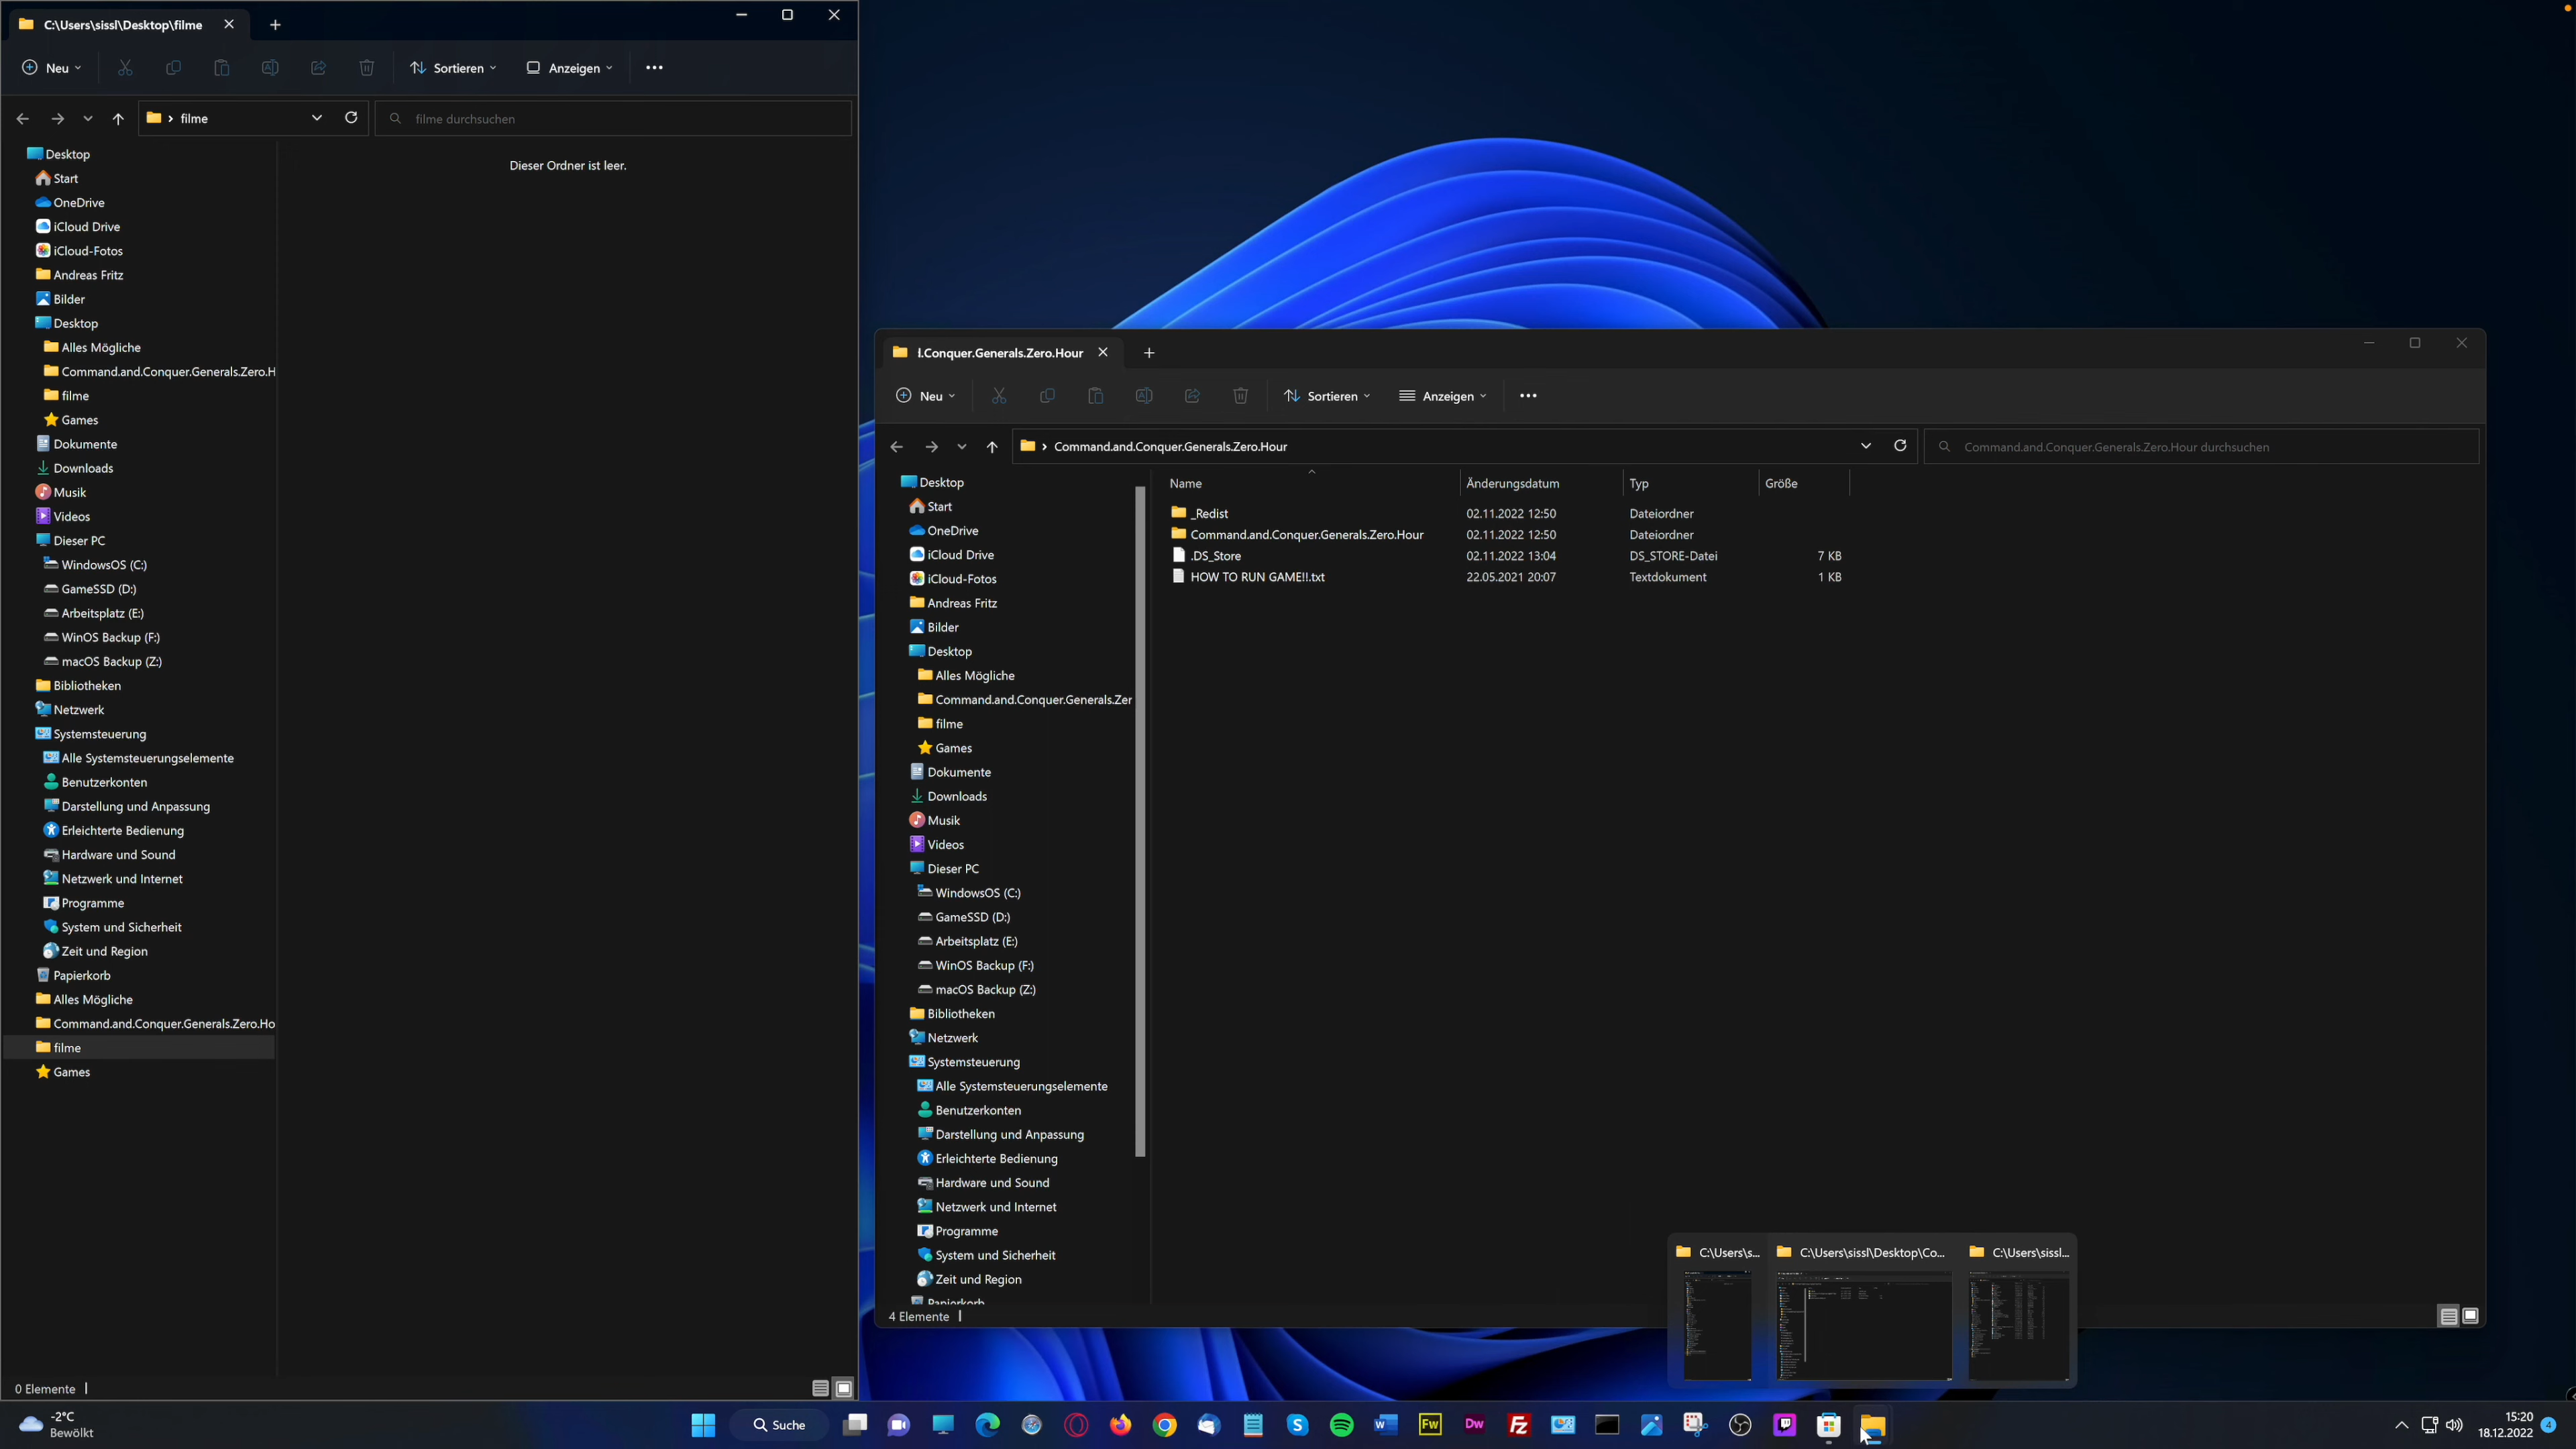 C:\Users\sissl\Desktop\filme
Neu
Sortieren
Anzeigen
filme
filme durchsuchen
Dieser Ordner ist leer.
Desktop
Start
OneDrive
iCloud Drive
iCloud-Fotos
Andreas Fritz
Bilder
Desktop
Alles Mögliche
Command.and.Conquer.Generals.Zero.H
filme
Games
Dokumente
Downloads
Musik
Videos
Dieser PC
WindowsOS (C:)
GameSSD (D:)
Arbeitsplatz (E:)
WinOS Backup (F:)
macOS Backup (Z:)
Bibliotheken
Netzwerk
Systemsteuerung
Alle Systemsteuerungselemente
Benutzerkonten
Darstellung und Anpassung
Erleichterte Bedienung
Hardware und Sound
Netzwerk und Internet
Programme
System und Sicherheit
Zeit und Region
Papierkorb
Alles Mögliche
Command.and.Conquer.Generals.Zero.Ho
filme
Games
0 Elemente
l.Conquer.Generals.Zero.Hour
Neu
Sortieren
Anzeigen
Command.and.Conquer.Generals.Zero.Hour
Command.and.Conquer.Generals.Zero.Hour durchsuchen
Desktop
Start
OneDrive
iCloud Drive
iCloud-Fotos
Andreas Fritz
Bilder
Desktop
Alles Mögliche
Command.and.Conquer.Generals.Zer
filme
Games
Dokumente
Downloads
Musik
Videos
Dieser PC
WindowsOS (C:)
GameSSD (D:)
Arbeitsplatz (E:)
WinOS Backup (F:)
macOS Backup (Z:)
Bibliotheken
Netzwerk
Systemsteuerung
Alle Systemsteuerungselemente
Benutzerkonten
Darstellung und Anpassung
Erleichterte Bedienung
Hardware und Sound
Netzwerk und Internet
Programme
System und Sicherheit
Zeit und Region
Papierkorb
Name Änderungsdatum Typ Größe
_Redist 02.11.2022 12:50 Dateiordner
Command.and.Conquer.Generals.Zero.Hour 02.11.2022 12:50 Dateiordner
.DS_Store 02.11.2022 13:04 DS_STORE-Datei 7 KB
HOW TO RUN GAME!!.txt 22.05.2021 20:07 Textdokument 1 KB
4 Elemente
C:\Users\s...
C:\Users\sissl\Desktop\Co...
C:\Users\sissl...
-2°C
Bewölkt
Suche
Fw
Dw
15:20
18.12.2022
4